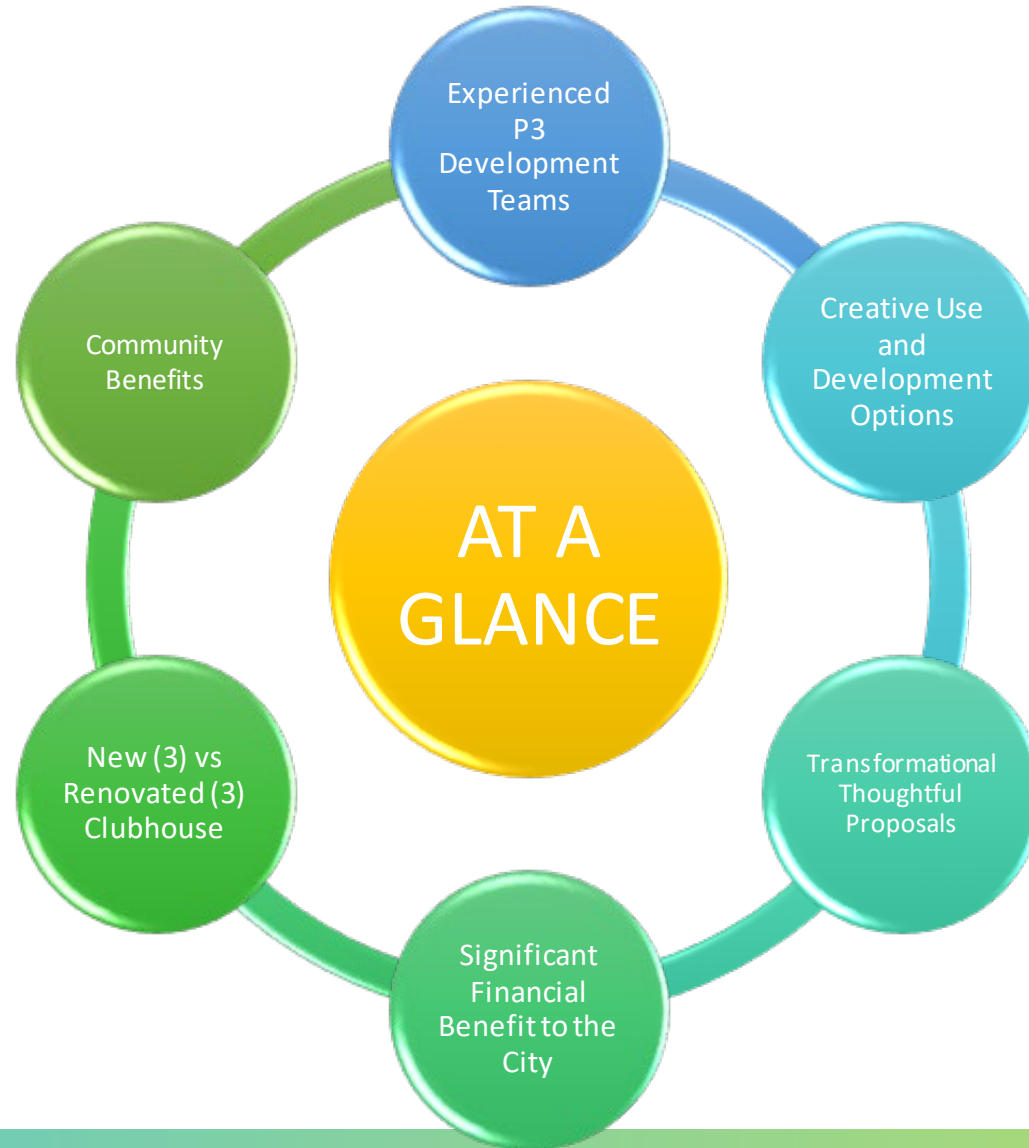 Experienced
P3
Development
Teams
Creative Use
and
Development
Options
Transformational
Thoughtful
Proposals
Significant
Financial
Benefit to the
City
New (3) vs
Renovated (3)
Clubhouse
Community
Benefits
AT A
GLANCE